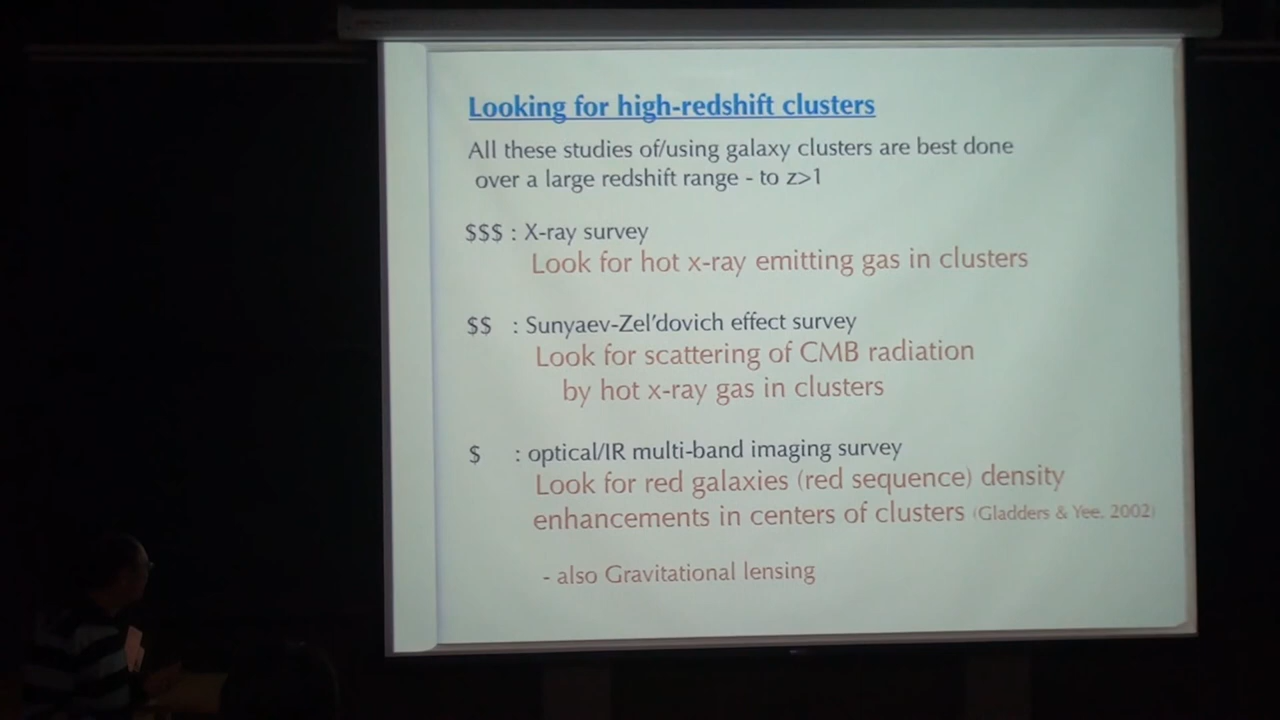 Looking for high-redshift clusters
All these studies of/using galaxy clusters are best done
over a large redshift range - to z>1
$$$ : X-ray survey
Look for hot x-ray emitting gas in clusters
$$ : Sunyaev-Zel'dovich effect survey
Look for scattering of CMB radiation
by hot x-ray gas in clusters
$ : optical/IR multi-band imaging survey
Look for red galaxies (red sequence) density
enhancements in centers of clusters (Gladders & Yee, 2002)
- also Gravitational lensing